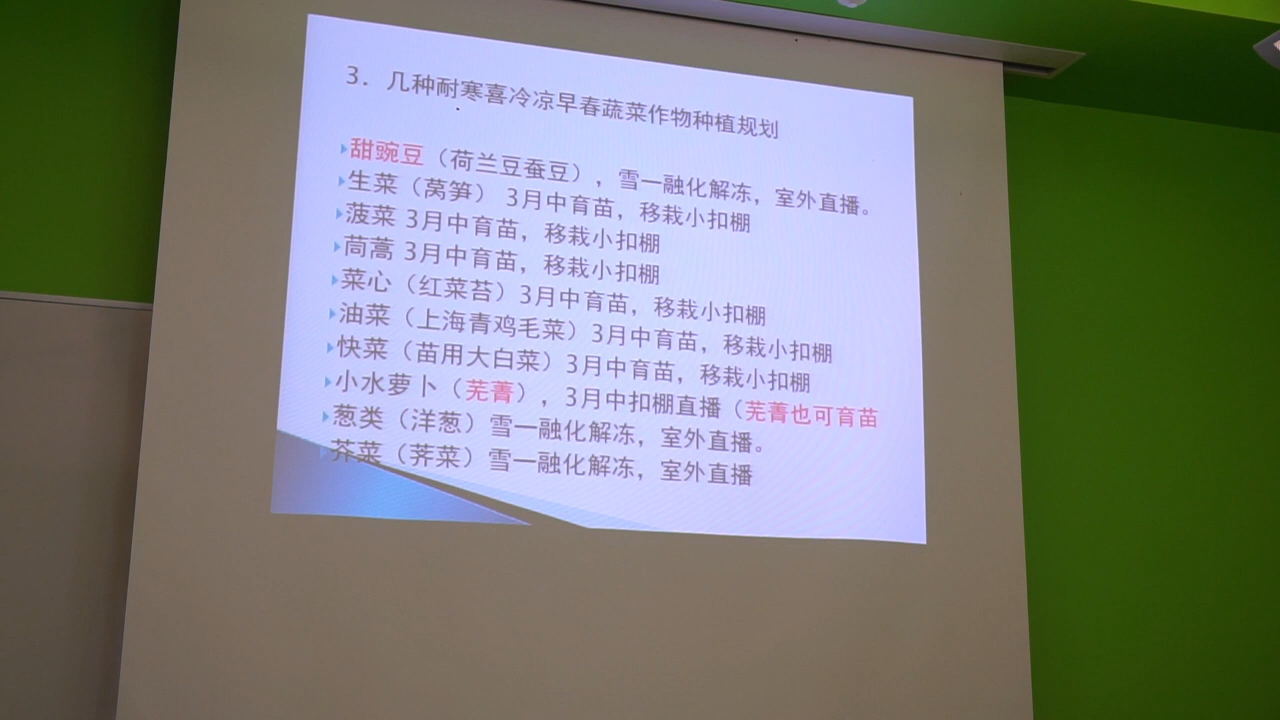 3. 几种耐寒喜冷凉早春蔬菜作物种植规划
甜豌豆（荷兰豆蚕豆），雪一融化解冻，室外直播。
生菜（莴笋） 3月中育苗，移栽小扣棚
菠菜 3月中育苗，移栽小扣棚
茼蒿 3月中育苗，移栽小扣棚
菜心（红菜苔）3月中育苗，移栽小扣棚
油菜（上海青鸡毛菜）3月中育苗，移栽小扣棚
快菜（苗用大白菜）3月中育苗，移栽小扣棚
小水萝卜（芜菁），3月中扣棚直播（芜菁也可育苗
葱类（洋葱）雪一融化解冻，室外直播。
芥菜（荠菜）雪一融化解冻，室外直播